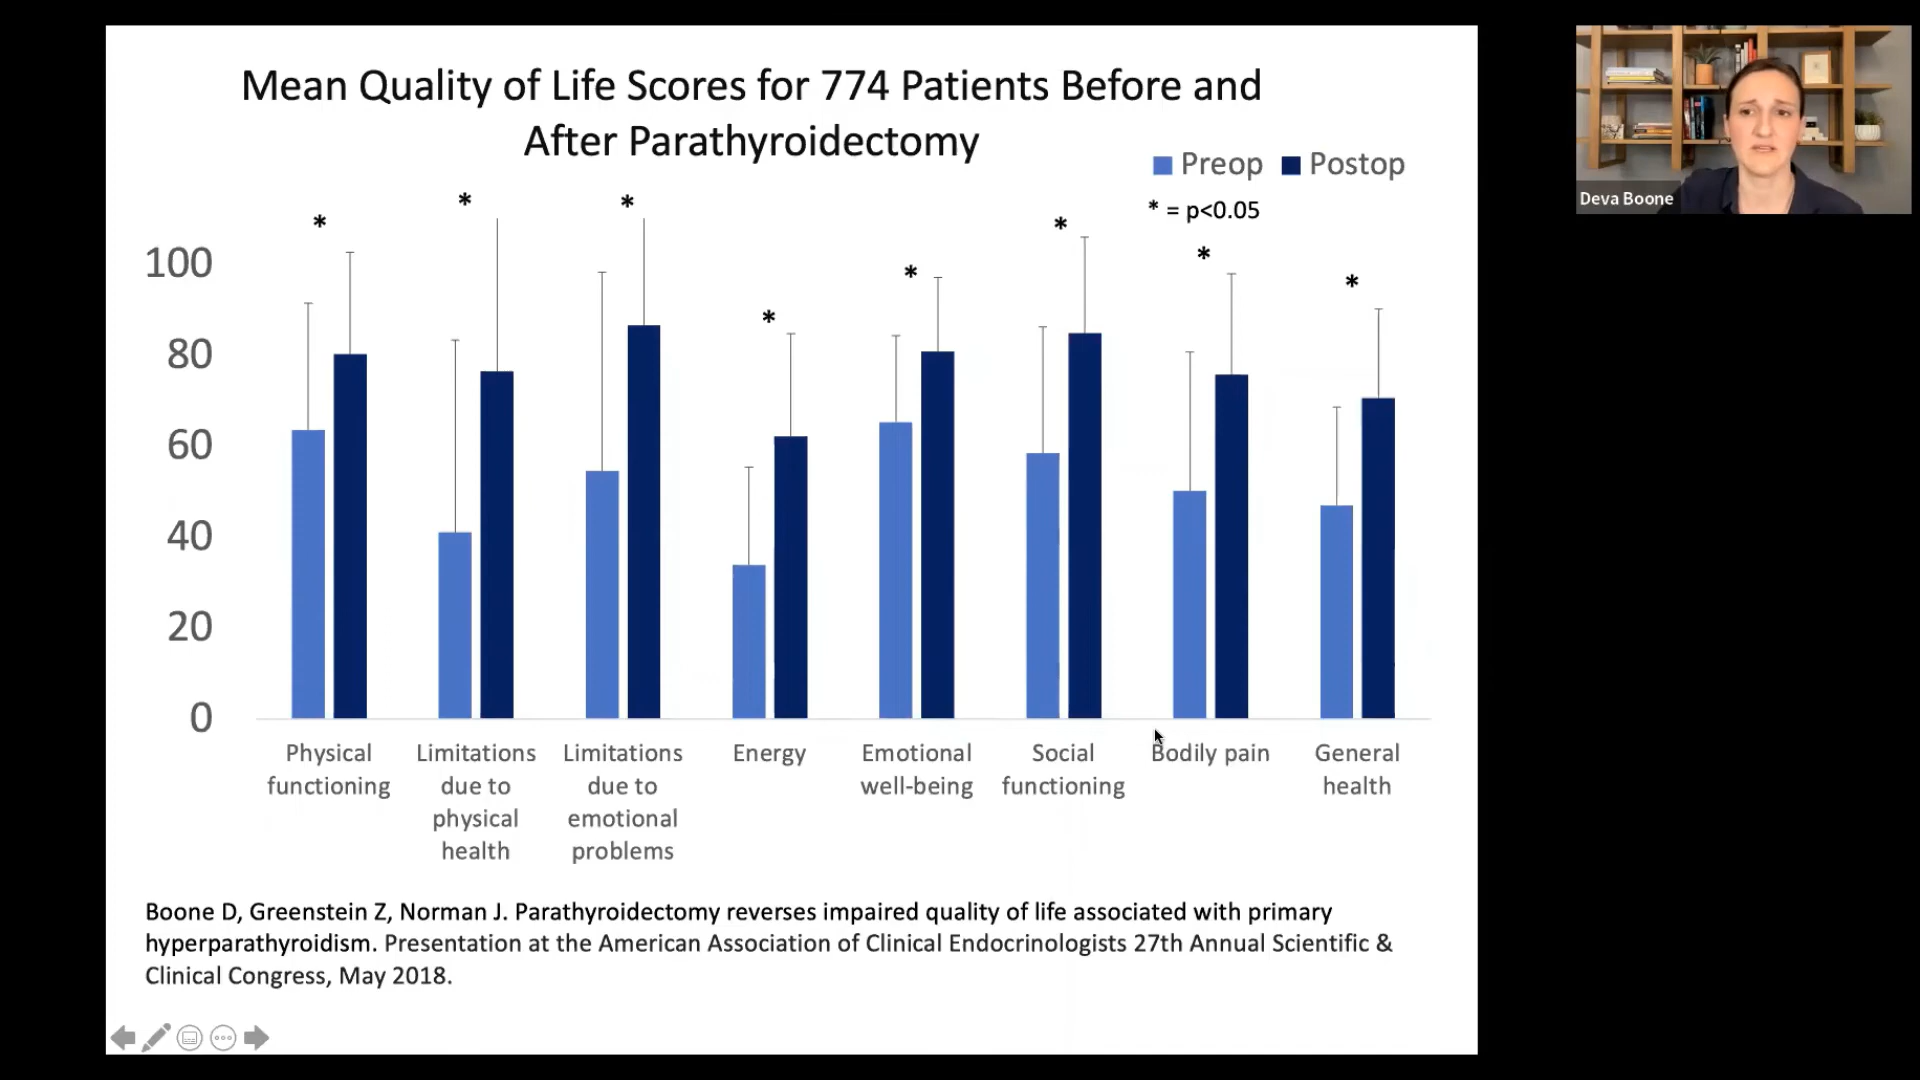 Mean Quality of Life Scores for 774 Patients Before and
After Parathyroidectomy
Preop Postop
* = p<0.05
* * * * * * * *
100
80
60
40
20
0
Physical functioning
Limitations due to physical health
Limitations due to emotional problems
Energy
Emotional well-being
Social functioning
Bodily pain
General health
Boone D, Greenstein Z, Norman J. Parathyroidectomy reverses impaired quality of life associated with primary
hyperparathyroidism. Presentation at the American Association of Clinical Endocrinologists 27th Annual Scientific &
Clinical Congress, May 2018.
Deva Boone